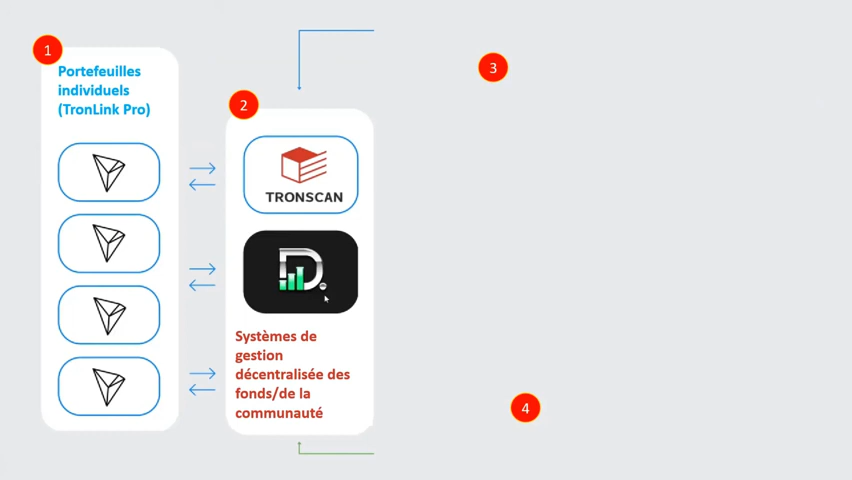 1
Portefeuilles
individuels
(TronLink Pro)
2
TRONSCAN
D
Systèmes de
gestion
décentralisée des
fonds/de la
communauté
3
4